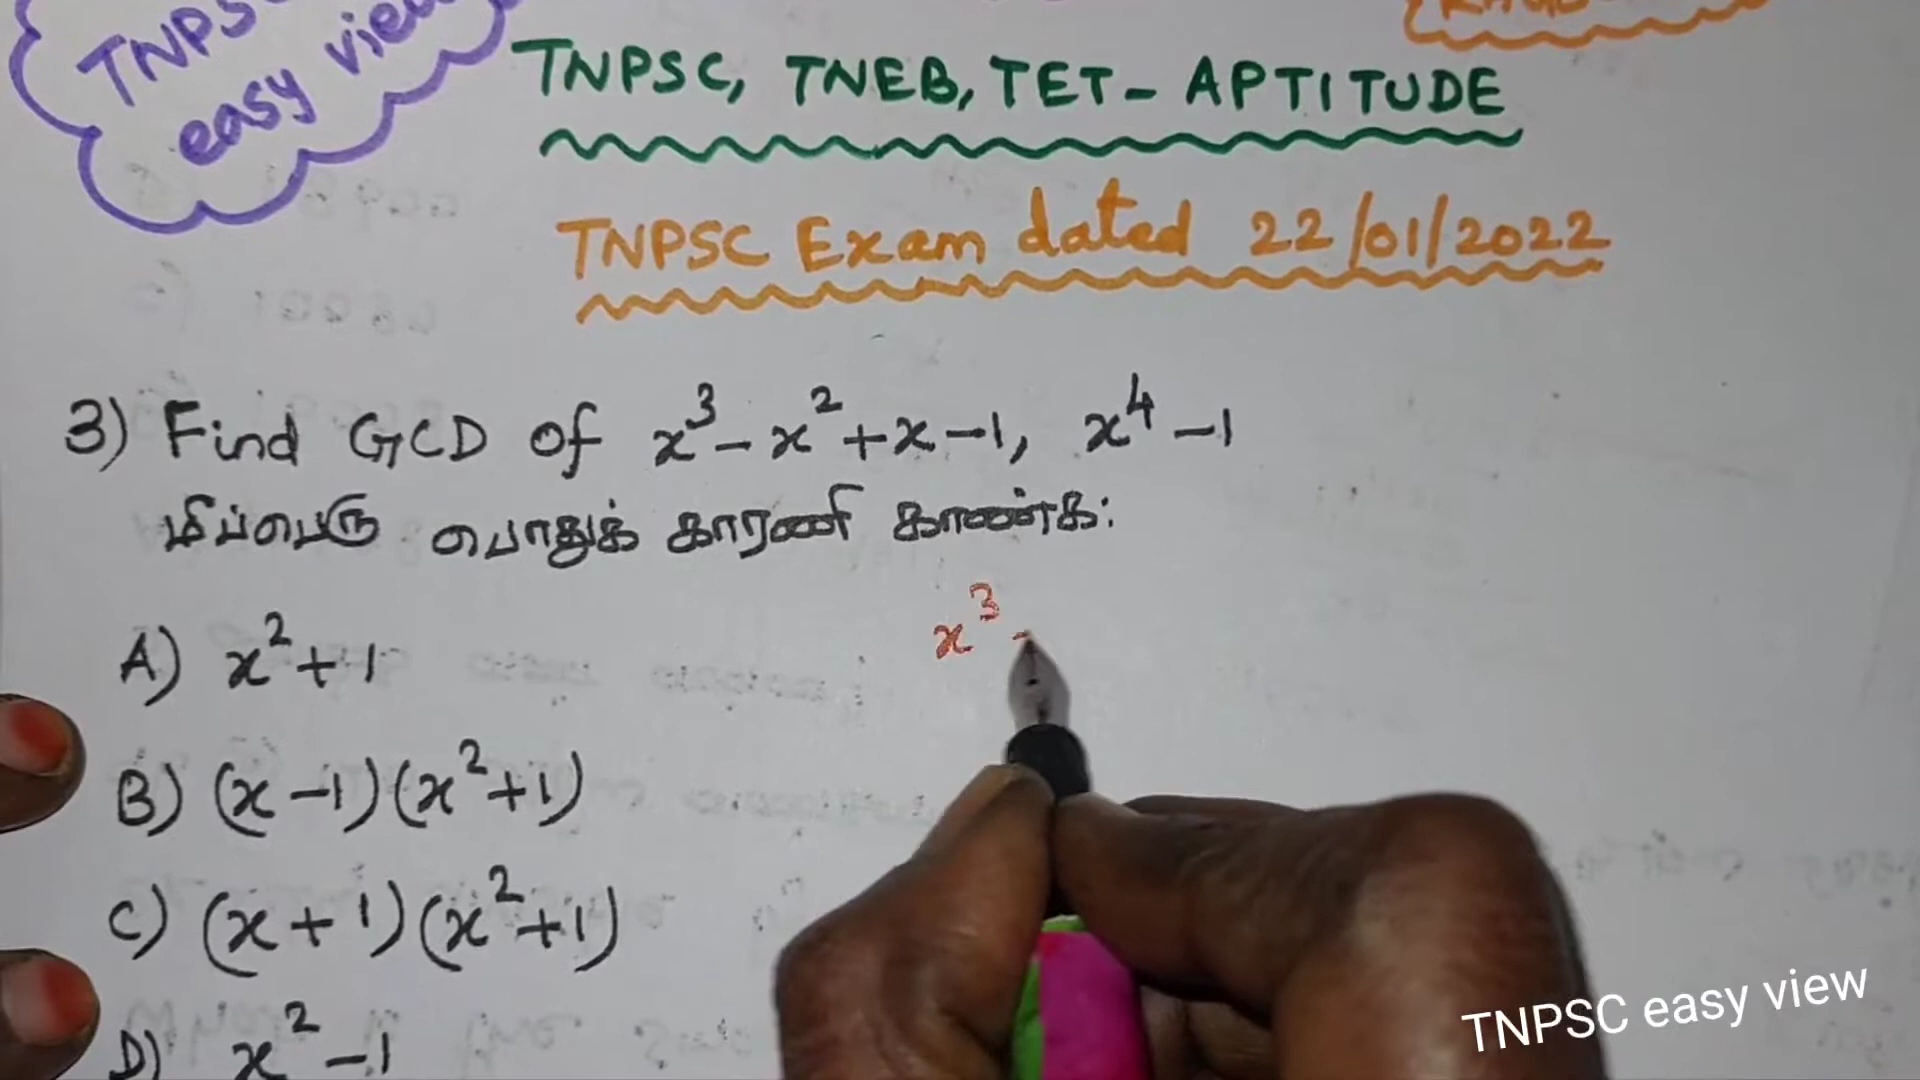 TNPS
easy view
TNPSC, TNEB, TET - APTITUDE
TNPSC Exam dated 22/01/2022
3) Find GCD of x³ - x² + x - 1, x⁴ - 1
மீப்பெரு பொதுக் காரணி காண்க:
x³ -
A) x² + 1
B) (x - 1)(x² + 1)
C) (x + 1)(x² + 1)
D) x² - 1
TNPSC easy view